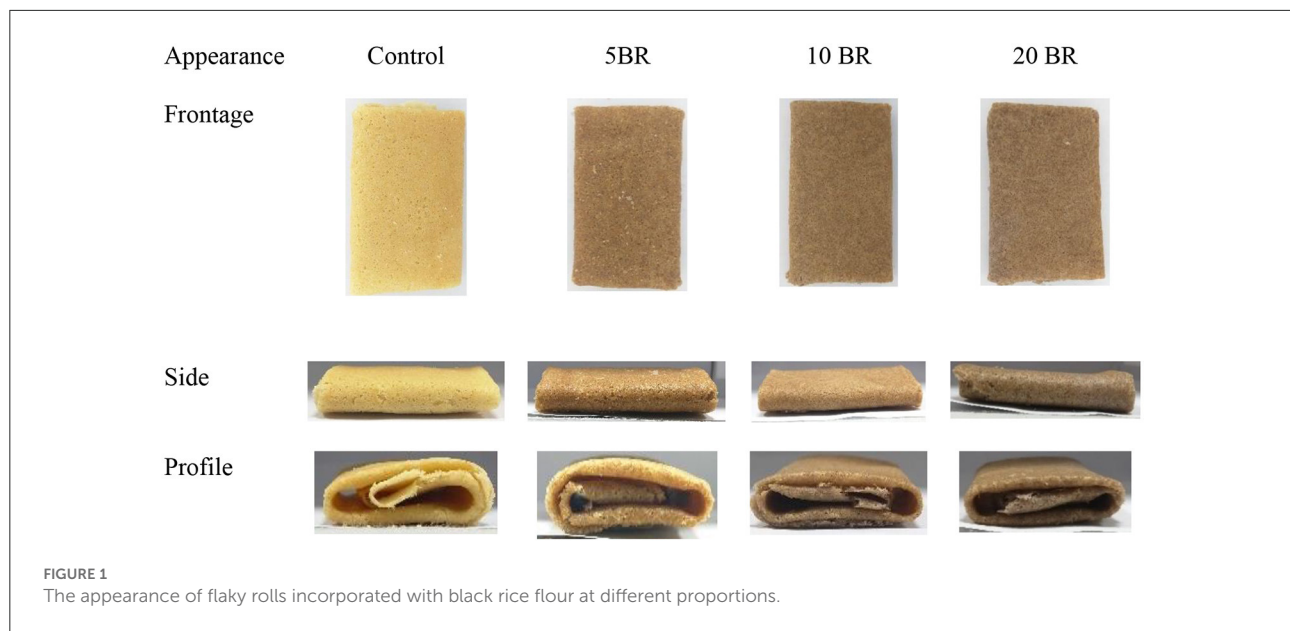 Appearance Control 5BR 10 BR 20 BR
Frontage
Side
Profile
FIGURE 1
The appearance of flaky rolls incorporated with black rice flour at different proportions.